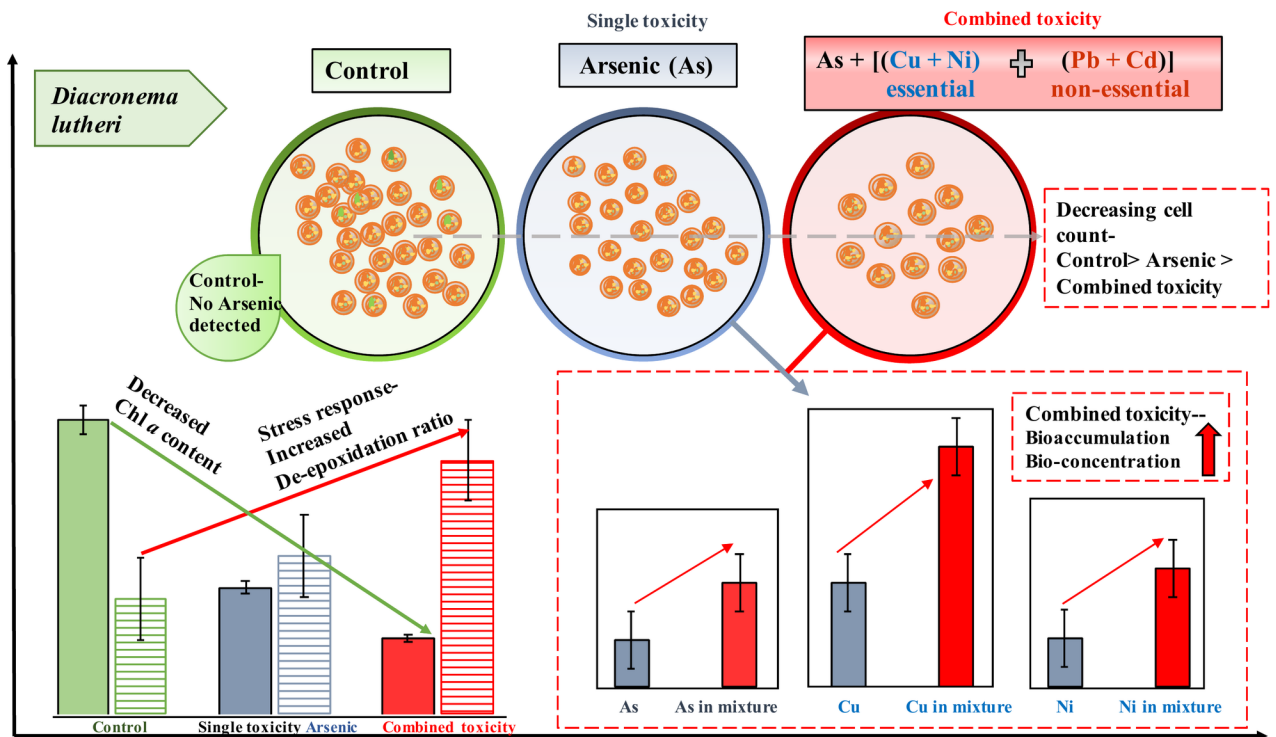 Single toxicity
Combined toxicity
Diacronema
lutheri
Control
Arsenic (As)
As + [(Cu + Ni) + (Pb + Cd)]
essential non-essential
Control-
No Arsenic
detected
Decreasing cell
count-
Control> Arsenic >
Combined toxicity
Decreased
Chl a content
Stress response-
Increased
De-epoxidation ratio
Combined toxicity--
Bioaccumulation
Bio-concentration
Control
Single toxicity Arsenic
Combined toxicity
As
As in mixture
Cu
Cu in mixture
Ni
Ni in mixture